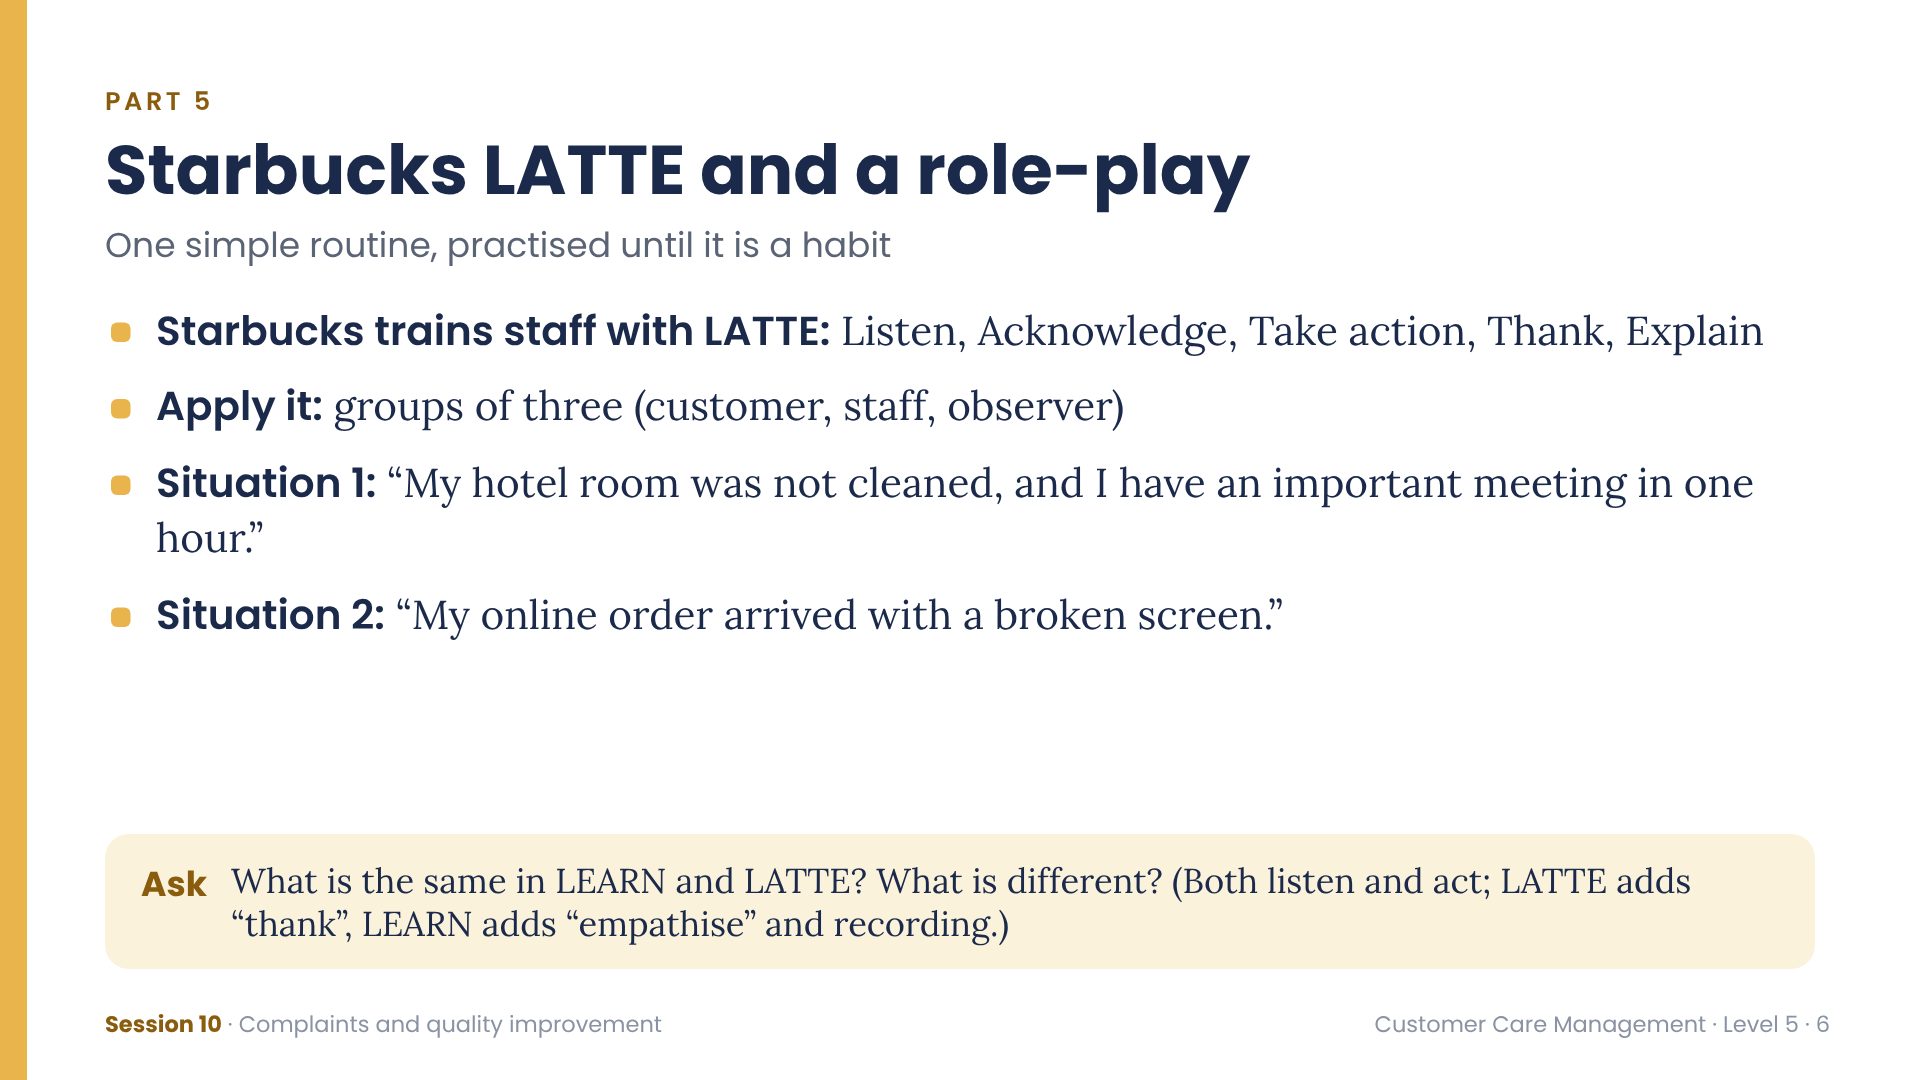 PART 5
Starbucks LATTE and a role-play
One simple routine, practised until it is a habit
Starbucks trains staff with LATTE: Listen, Acknowledge, Take action, Thank, Explain
Apply it: groups of three (customer, staff, observer)
Situation 1: “My hotel room was not cleaned, and I have an important meeting in one
hour.”
Situation 2: “My online order arrived with a broken screen.”
Ask What is the same in LEARN and LATTE? What is different? (Both listen and act; LATTE adds
“thank”, LEARN adds “empathise” and recording.)
Session 10 · Complaints and quality improvement
Customer Care Management · Level 5 · 6